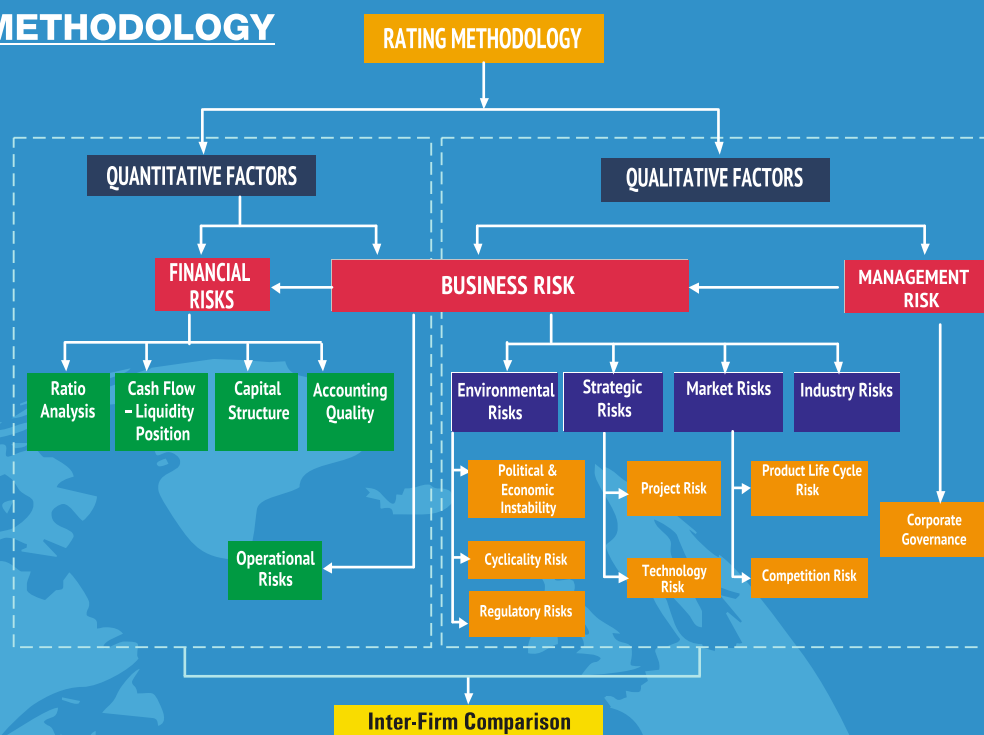 METHODOLOGY
RATING METHODOLOGY
QUANTITATIVE FACTORS
QUALITATIVE FACTORS
FINANCIAL
RISKS
BUSINESS RISK
MANAGEMENT
RISK
Ratio
Analysis
Cash Flow
– Liquidity
Position
Capital
Structure
Accounting
Quality
Environmental
Risks
Strategic
Risks
Market Risks
Industry Risks
Political &
Economic
Instability
Project Risk
Product Life Cycle
Risk
Corporate
Governance
Operational
Risks
Cyclicality Risk
Technology
Risk
Competition Risk
Regulatory Risks
Inter-Firm Comparison